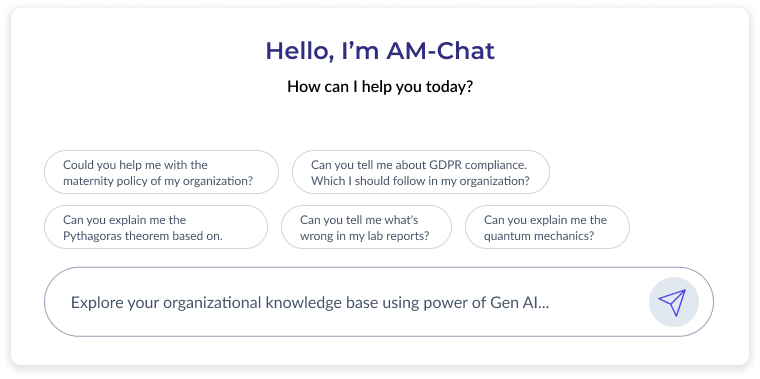 Hello, I’m AM-Chat
How can I help you today?
Could you help me with the
maternity policy of my organization?
Can you tell me about GDPR compliance.
Which I should follow in my organization?
Can you explain me the
Pythagoras theorem based on.
Can you tell me what's
wrong in my lab reports?
Can you explain me the
quantum mechanics?
Explore your organizational knowledge base using power of Gen AI...